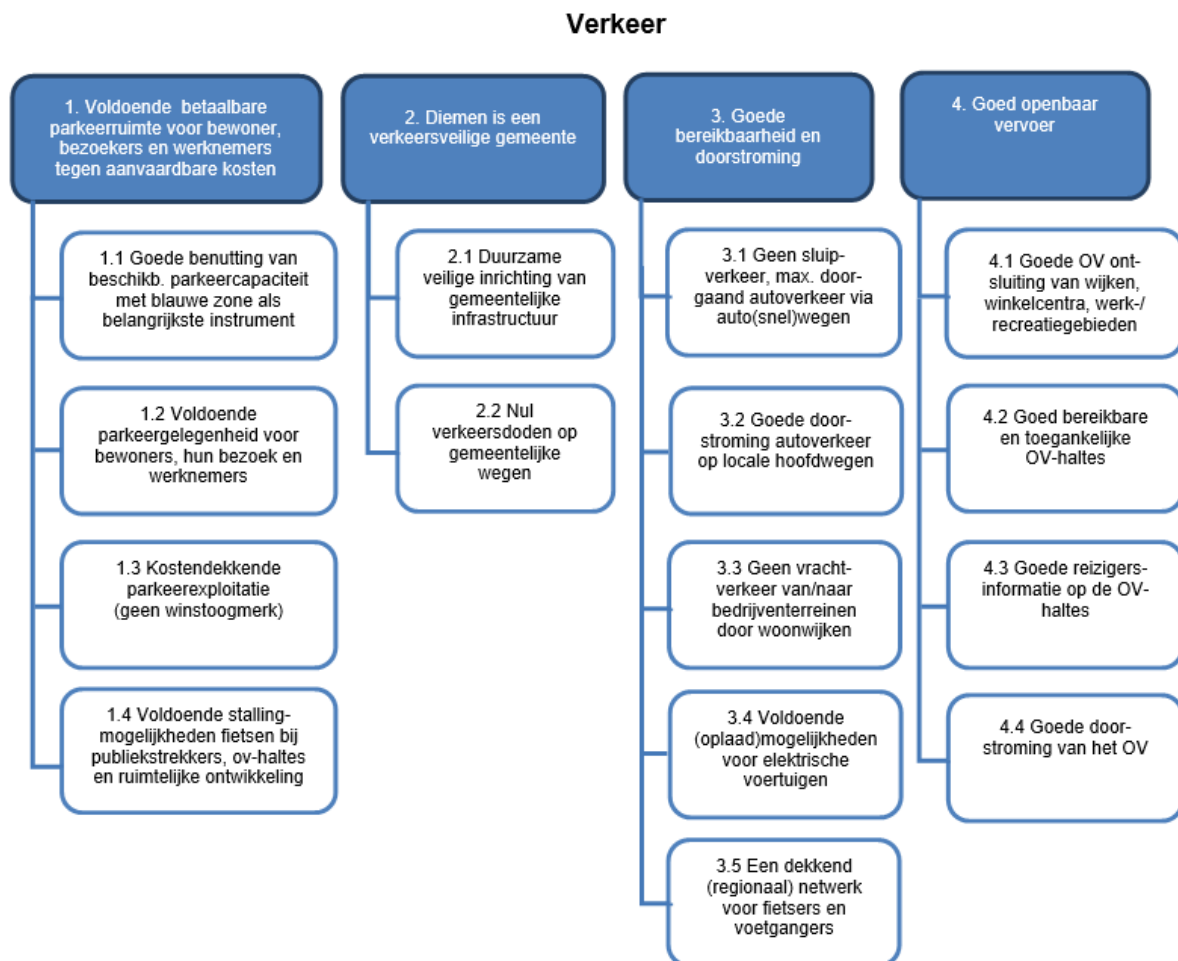 Verkeer
1. Voldoende betaalbare
parkeerruimte voor bewoner,
bezoekers en werknemers
tegen aanvaardbare kosten
1.1 Goede benutting van
beschikb. parkeercapaciteit
met blauwe zone als
belangrijkste instrument
1.2 Voldoende
parkeergelegenheid voor
bewoners, hun bezoek en
werknemers
1.3 Kostendekkende
parkeerexploitatie
(geen winstoogmerk)
1.4 Voldoende stalling-
mogelijkheden fietsen bij
publiekstrekkers, ov-haltes
en ruimtelijke ontwikkeling
2. Diemen is een
verkeersveilige gemeente
2.1 Duurzame
veilige inrichting van
gemeentelijke
infrastructuur
2.2 Nul
verkeersdoden op
gemeentelijke
wegen
3. Goede
bereikbaarheid en
doorstroming
3.1 Geen sluip-
verkeer, max. door-
gaand autoverkeer via
auto(snel)wegen
3.2 Goede door-
stroming autoverkeer
op locale hoofdwegen
3.3 Geen vracht-
verkeer van/naar
bedrijventerreinen
door woonwijken
3.4 Voldoende
(oplaad)mogelijkheden
voor elektrische
voertuigen
3.5 Een dekkend
(regionaal) netwerk
voor fietsers en
voetgangers
4. Goed openbaar
vervoer
4.1 Goede OV ont-
sluiting van wijken,
winkelcentra, werk-/
recreatiegebieden
4.2 Goed bereikbare
en toegankelijke
OV-haltes
4.3 Goede reizigers-
informatie op de OV-
haltes
4.4 Goede door-
stroming van het OV